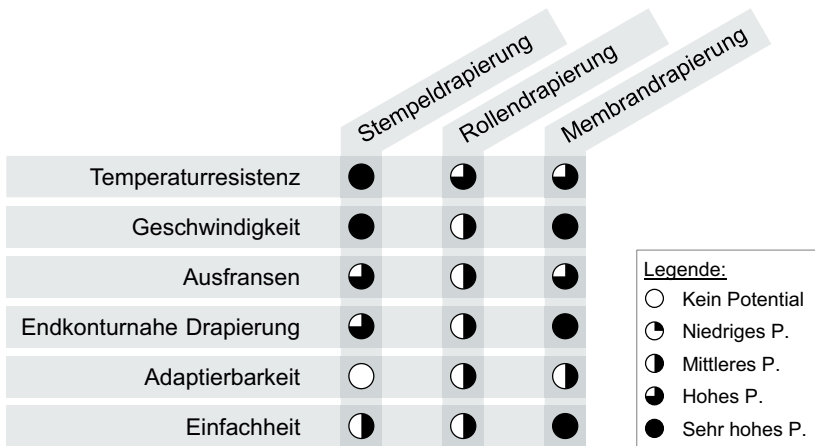 Stempeldrapierung
Rollendrapierung
Membrandrapierung
Temperaturresistenz
Geschwindigkeit
Ausfransen
Endkonturnahe Drapierung
Adaptierbarkeit
Einfachheit
Legende:
Kein Potential
Niedriges P.
Mittleres P.
Hohes P.
Sehr hohes P.